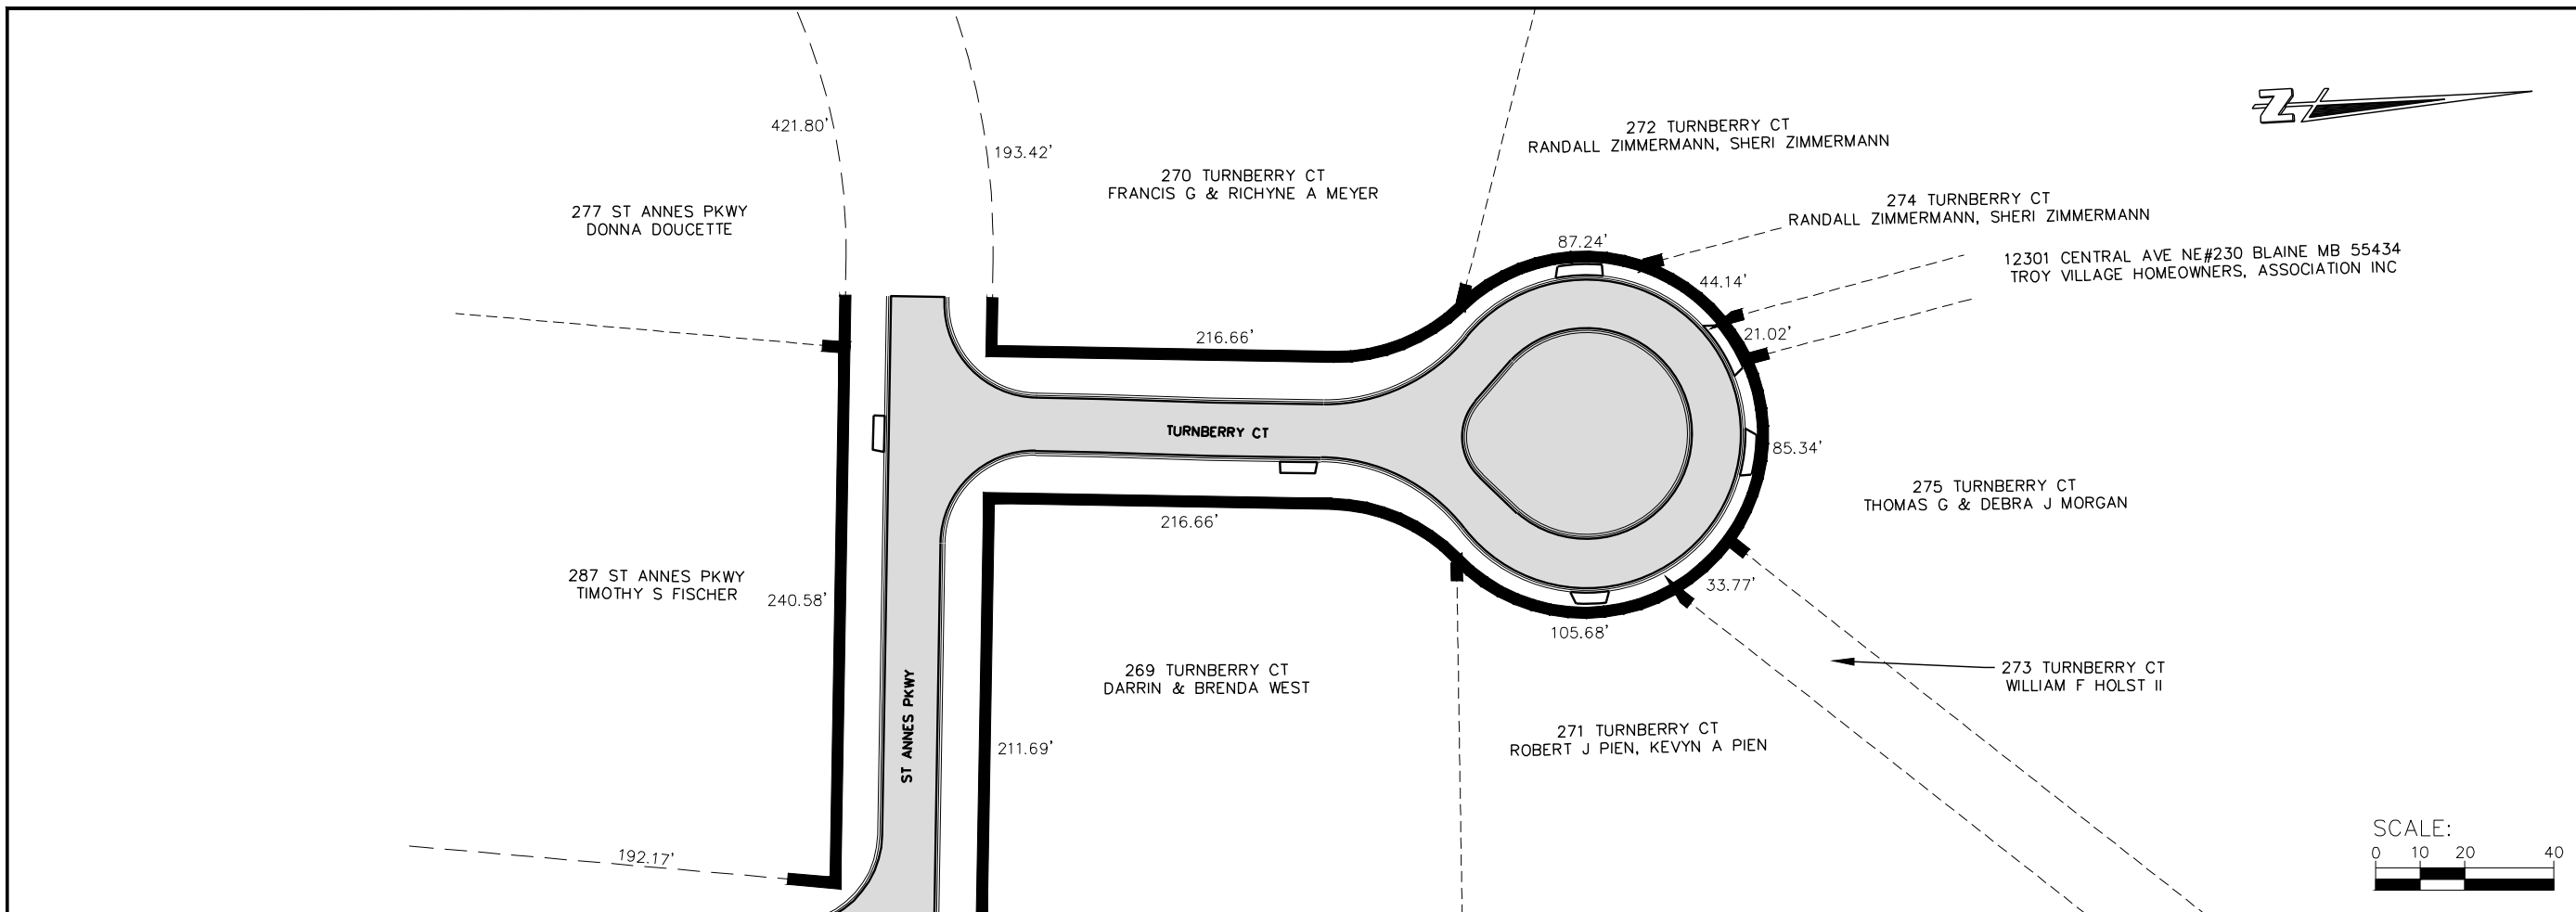 421.80'
193.42'
277 ST ANNES PKWY
DONNA DOUCETTE
270 TURNBERRY CT
FRANCIS G & RICHYNE A MEYER
272 TURNBERRY CT
RANDALL ZIMMERMANN, SHERI ZIMMERMANN
274 TURNBERRY CT
RANDALL ZIMMERMANN, SHERI ZIMMERMANN
12301 CENTRAL AVE NE#230 BLAINE MB 55434
TROY VILLAGE HOMEOWNERS, ASSOCIATION INC
Z
87.24'
44.14'
21.02'
216.66'
TURNBERRY CT
85.34'
216.66'
275 TURNBERRY CT
THOMAS G & DEBRA J MORGAN
287 ST ANNES PKWY
TIMOTHY S FISCHER
240.58'
33.77'
105.68'
ST ANNES PKWY
269 TURNBERRY CT
DARRIN & BRENDA WEST
273 TURNBERRY CT
WILLIAM F HOLST II
211.69'
271 TURNBERRY CT
ROBERT J PIEN, KEVYN A PIEN
192.17'
SCALE:
0 10 20 40